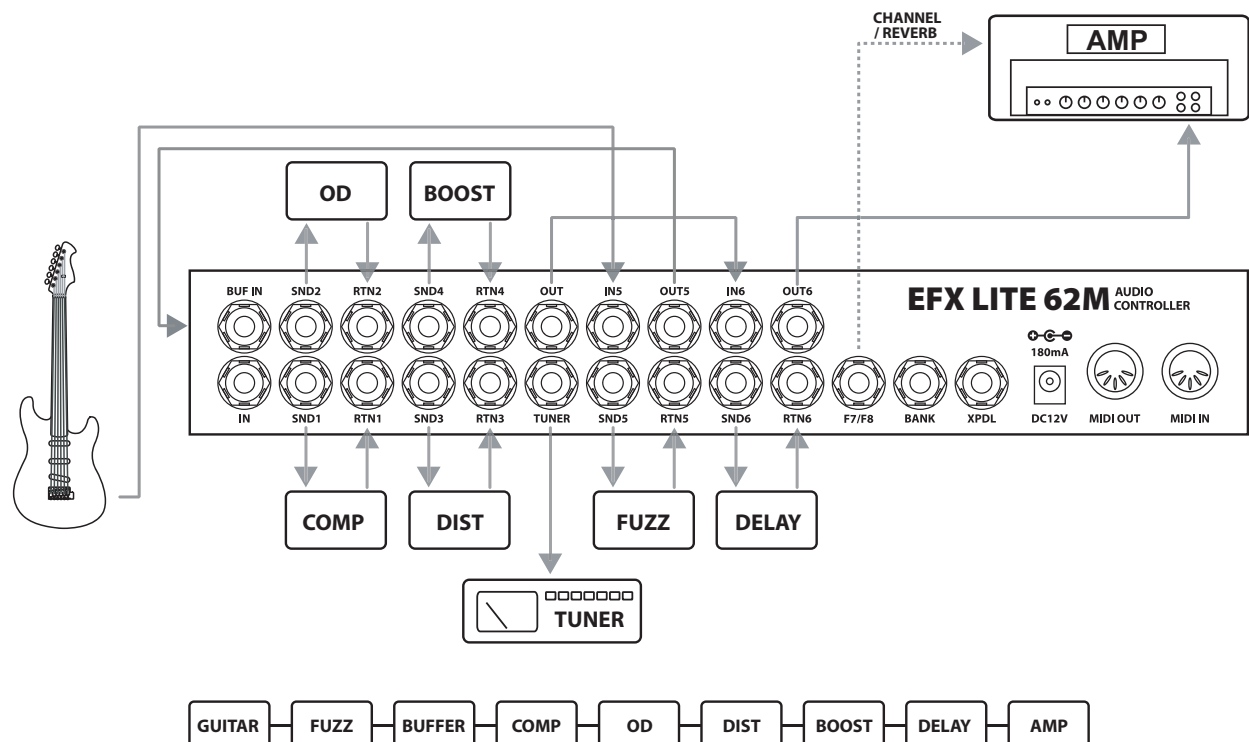 CHANNEL
/ REVERB
AMP
OD
BOOST
BUF IN SND2 RTN2 SND4 RTN4 OUT IN5 OUT5 IN6 OUT6
EFX LITE 62M AUDIO
CONTROLLER
180mA
IN SND1 RTN1 SND3 RTN3 TUNER SND5 RTN5 SND6 RTN6 F7/F8 BANK XPDL DC12V MIDI OUT MIDI IN
COMP DIST FUZZ DELAY
TUNER
GUITAR FUZZ BUFFER COMP OD DIST BOOST DELAY AMP